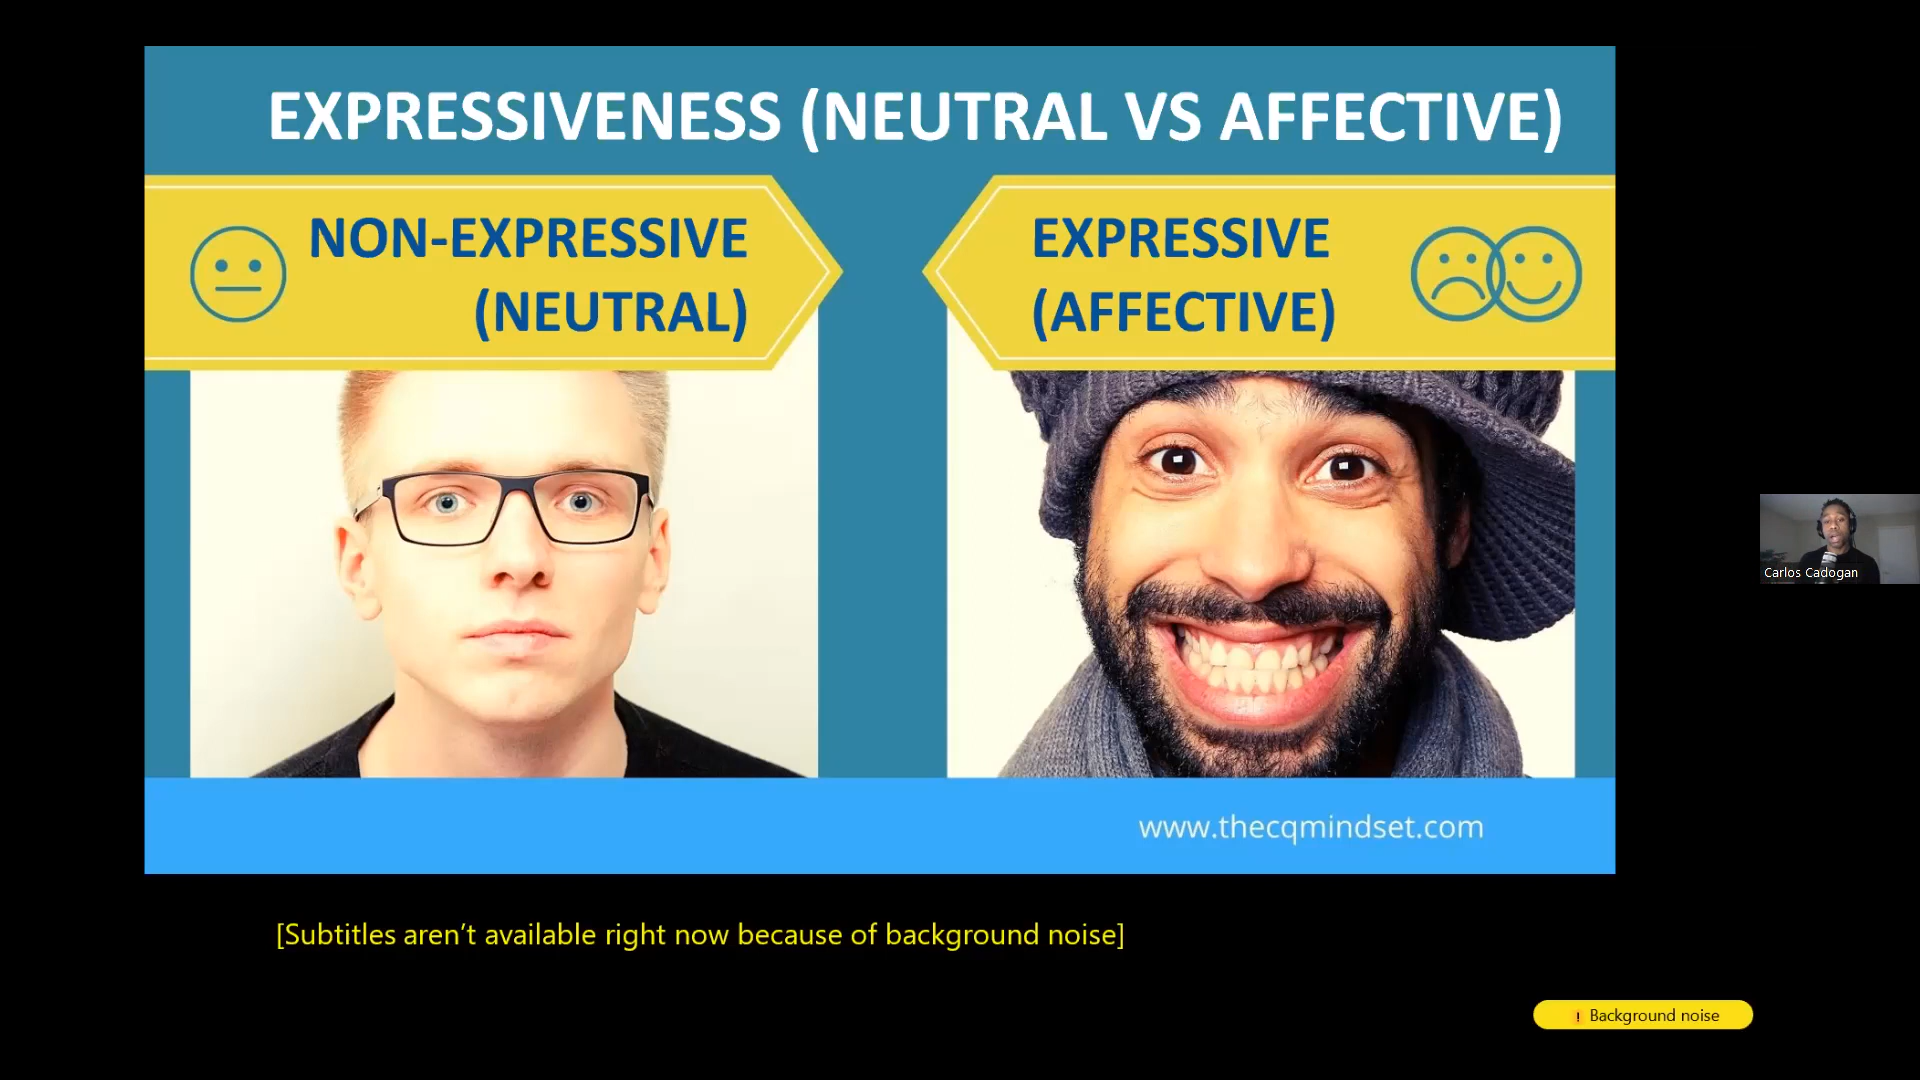 EXPRESSIVENESS (NEUTRAL VS AFFECTIVE)
NON-EXPRESSIVE
(NEUTRAL)
EXPRESSIVE
(AFFECTIVE)
www.thecqmindset.com
Carlos Cadogan
[Subtitles aren’t available right now because of background noise]
! Background noise